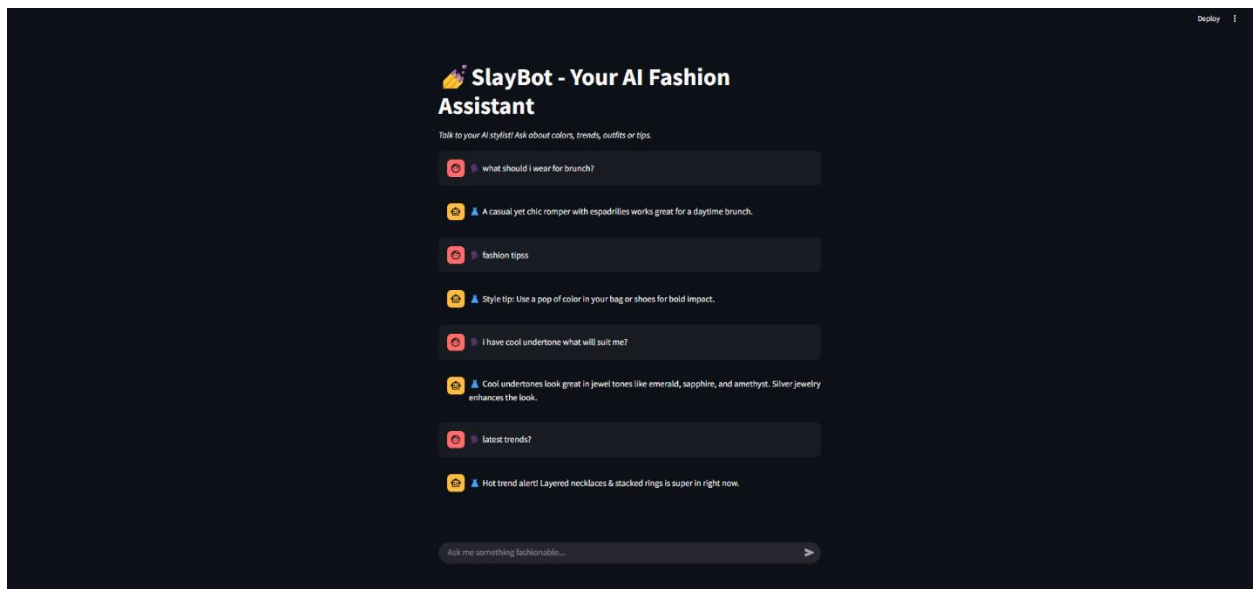 Deploy
💅 SlayBot - Your AI Fashion
Assistant
Talk to your AI stylist! Ask about colors, trends, outfits or tips.
what should i wear for brunch?
👗 A casual yet chic romper with espadrilles works great for a daytime brunch.
fashion tipss
👗 Style tip: Use a pop of color in your bag or shoes for bold impact.
i have cool undertone what will suit me?
👗 Cool undertones look great in jewel tones like emerald, sapphire, and amethyst. Silver jewelry
enhances the look.
latest trends?
👗 Hot trend alert! Layered necklaces & stacked rings is super in right now.
Ask me something fashionable...